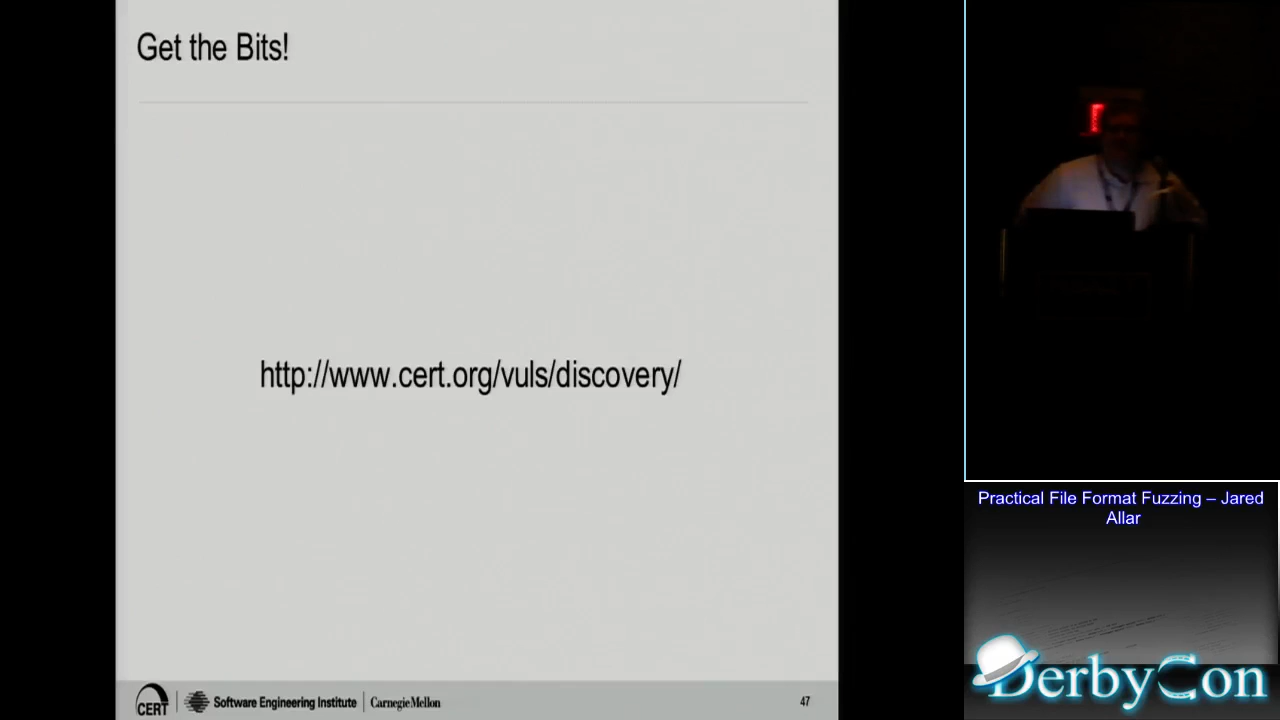 Get the Bits!
http://www.cert.org/vuls/discovery/
CERT
Software Engineering Institute
Carnegie Mellon
47
Practical File Format Fuzzing – Jared
Allar
DerbyCon